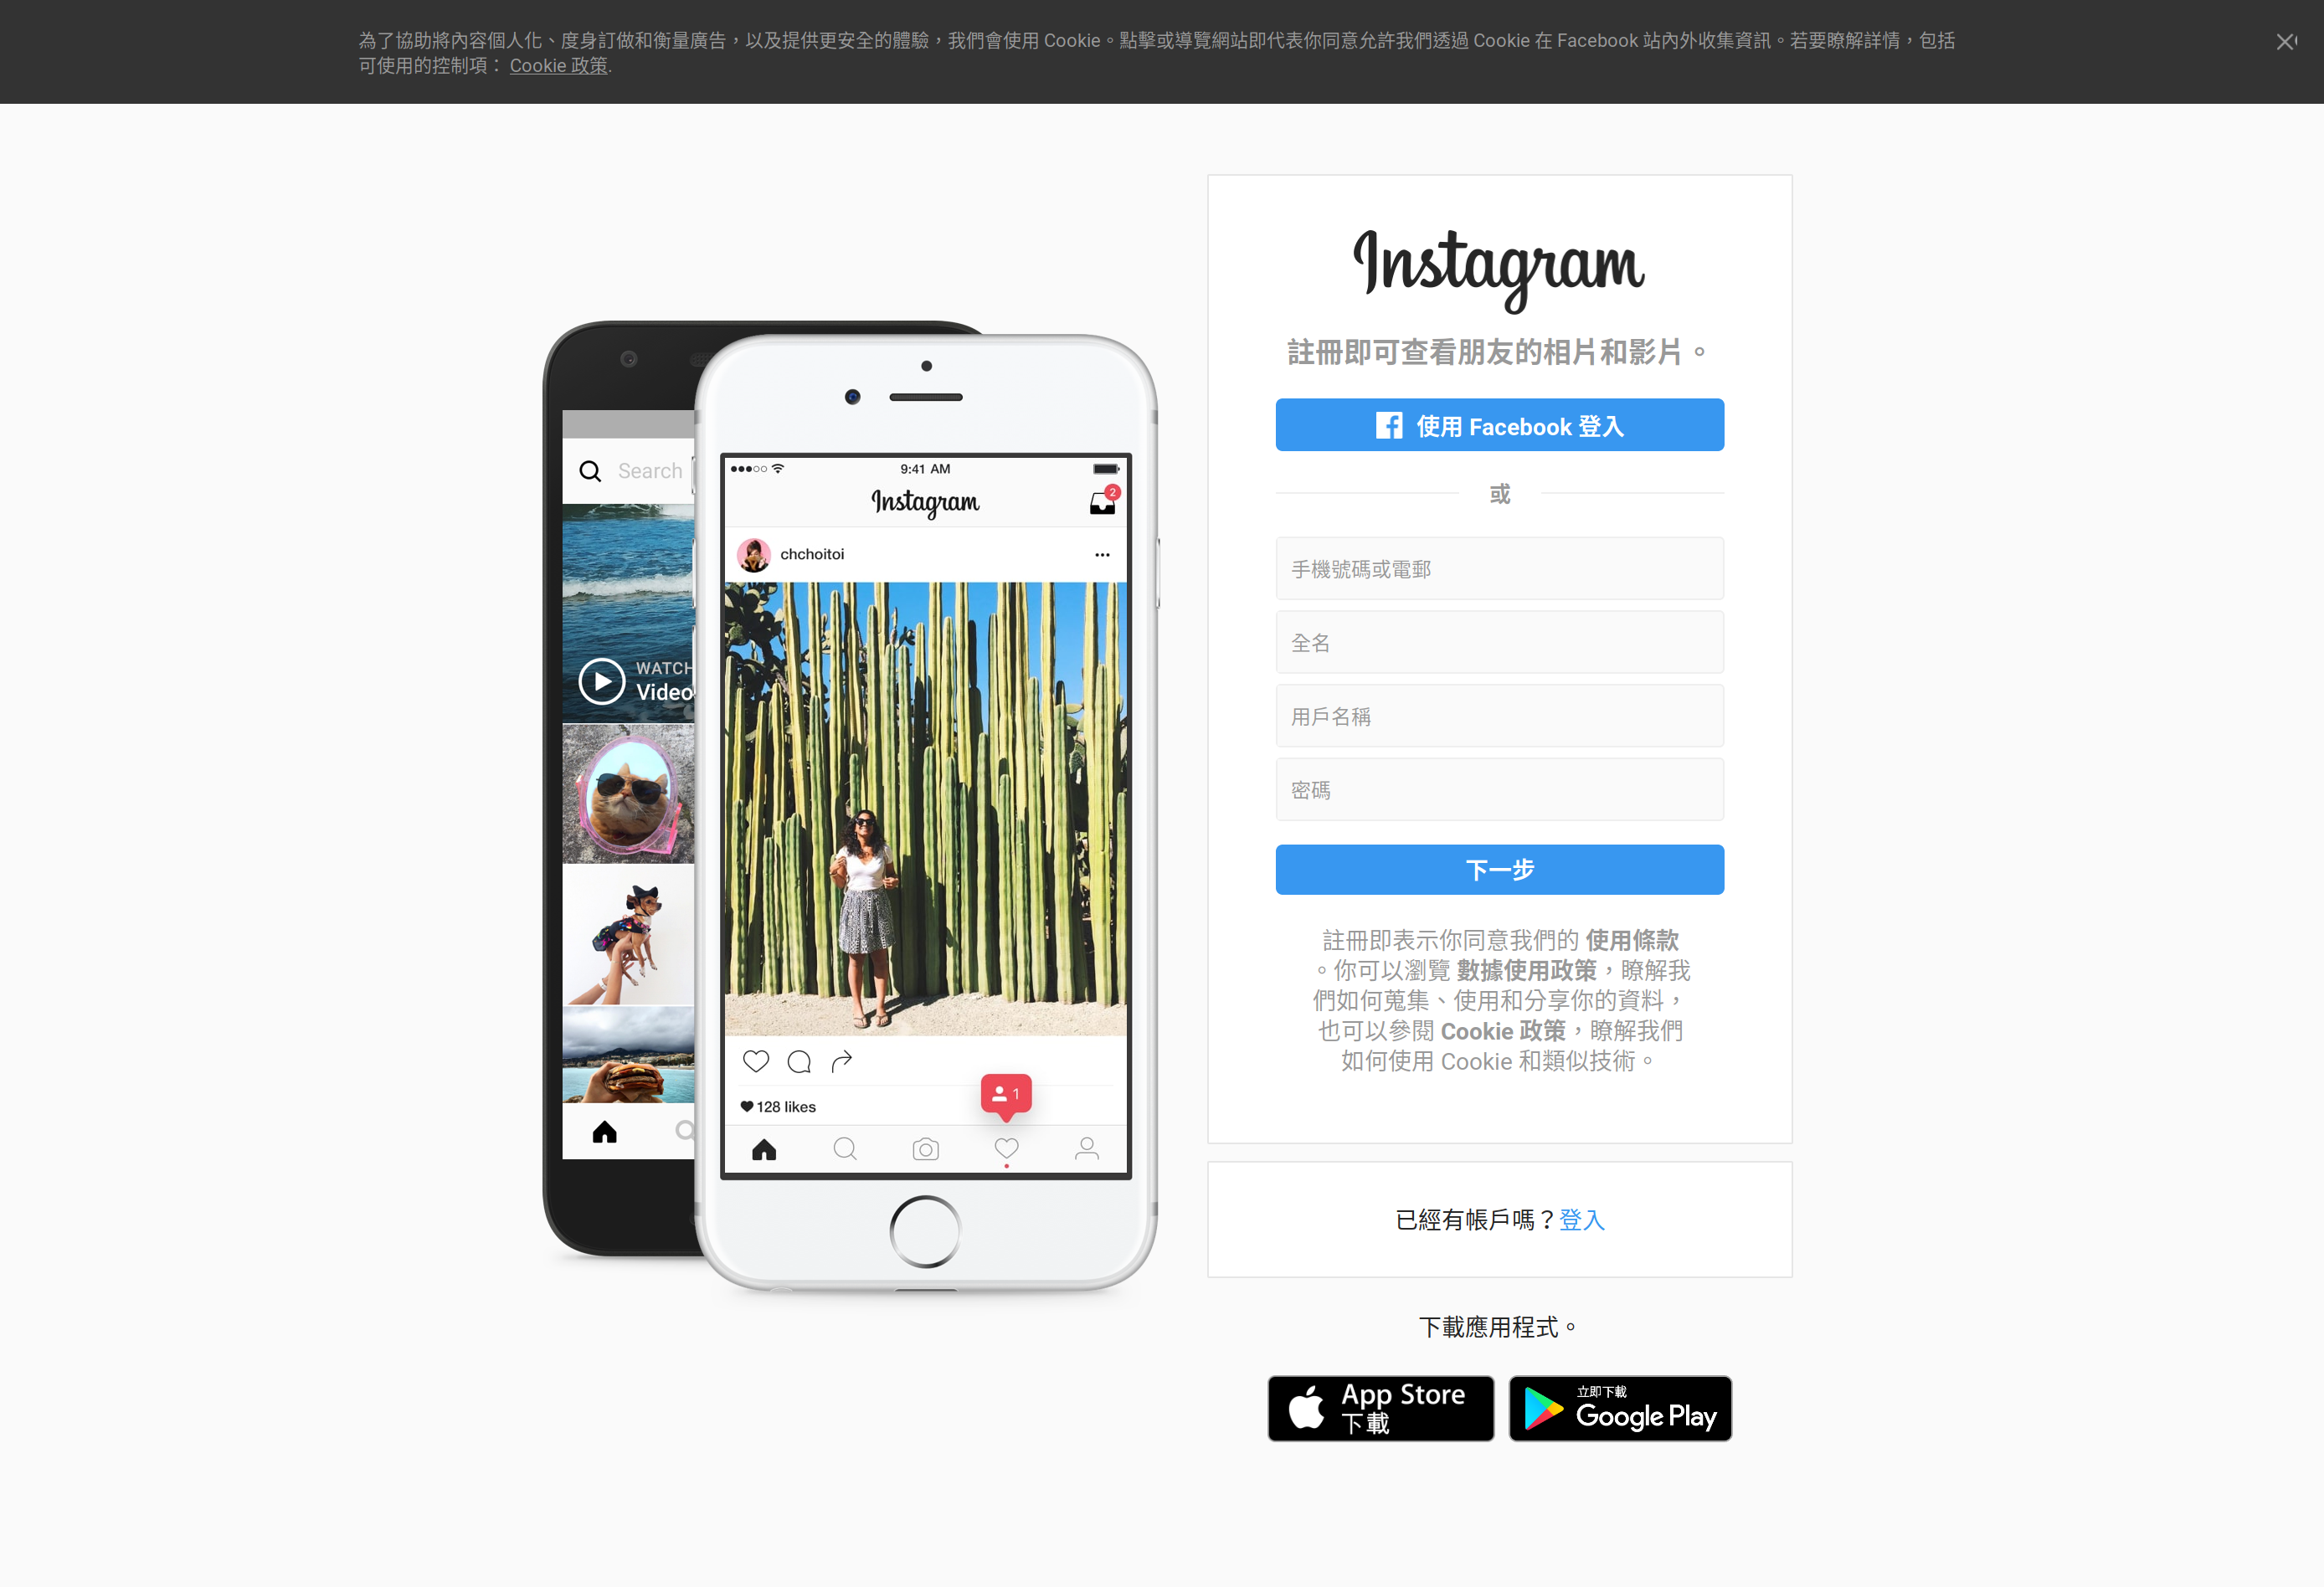 為了協助將內容個人化、度身訂做和衡量廣告，以及提供更安全的體驗，我們會使用 Cookie。點擊或導覽網站即代表你同意允許我們透過 Cookie 在 Facebook 站內外收集資訊。若要瞭解詳情，包括
可使用的控制項： Cookie 政策.
Instagram
註冊即可查看朋友的相片和影片。
使用 Facebook 登入
或
手機號碼或電郵
全名
用戶名稱
密碼
下一步
註冊即表示你同意我們的 使用條款
。你可以瀏覽 數據使用政策，瞭解我
們如何蒐集、使用和分享你的資料，
也可以參閱 Cookie 政策，瞭解我們
如何使用 Cookie 和類似技術。
已經有帳戶嗎？登入
下載應用程式。
App Store
下載
立即下載
Google Play
Search
WATCH
Video
9:41 AM
Instagram
2
chchoitoi
1
128 likes